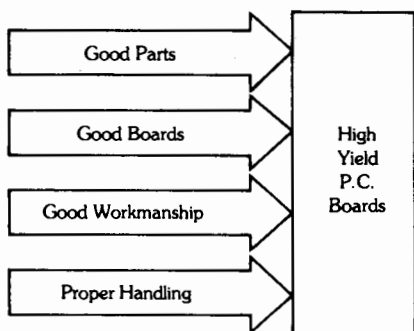 Good Parts
Good Boards
Good Workmanship
Proper Handling
High
Yield
P.C.
Boards